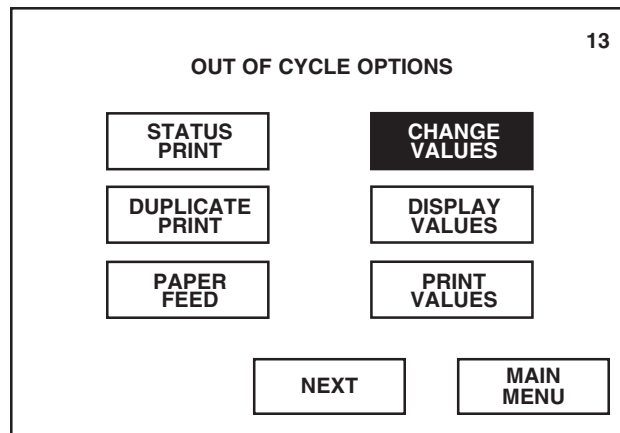 13
OUT OF CYCLE OPTIONS
STATUS
PRINT
CHANGE
VALUES
DUPLICATE
PRINT
DISPLAY
VALUES
PAPER
FEED
PRINT
VALUES
NEXT
MAIN
MENU